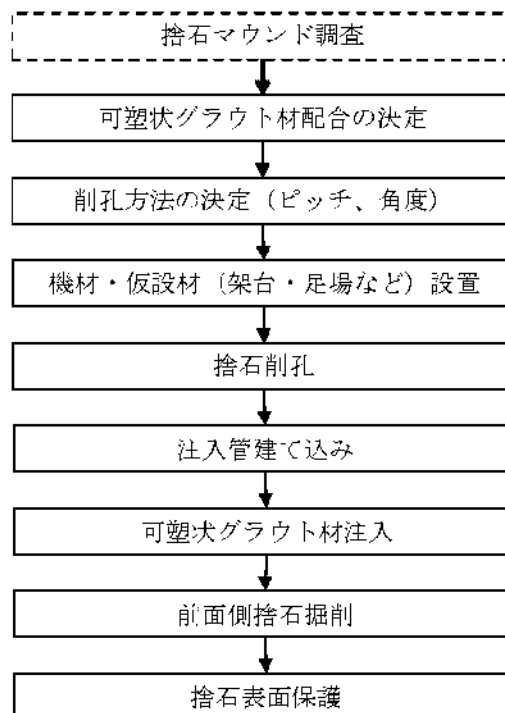 捨石マウンド調査
可塑状グラウト材配合の決定
削孔方法の決定（ピッチ、角度）
機材・仮設材（架台・足場など）設置
捨石削孔
注入管建て込み
可塑状グラウト材注入
前面側捨石掘削
捨石表面保護